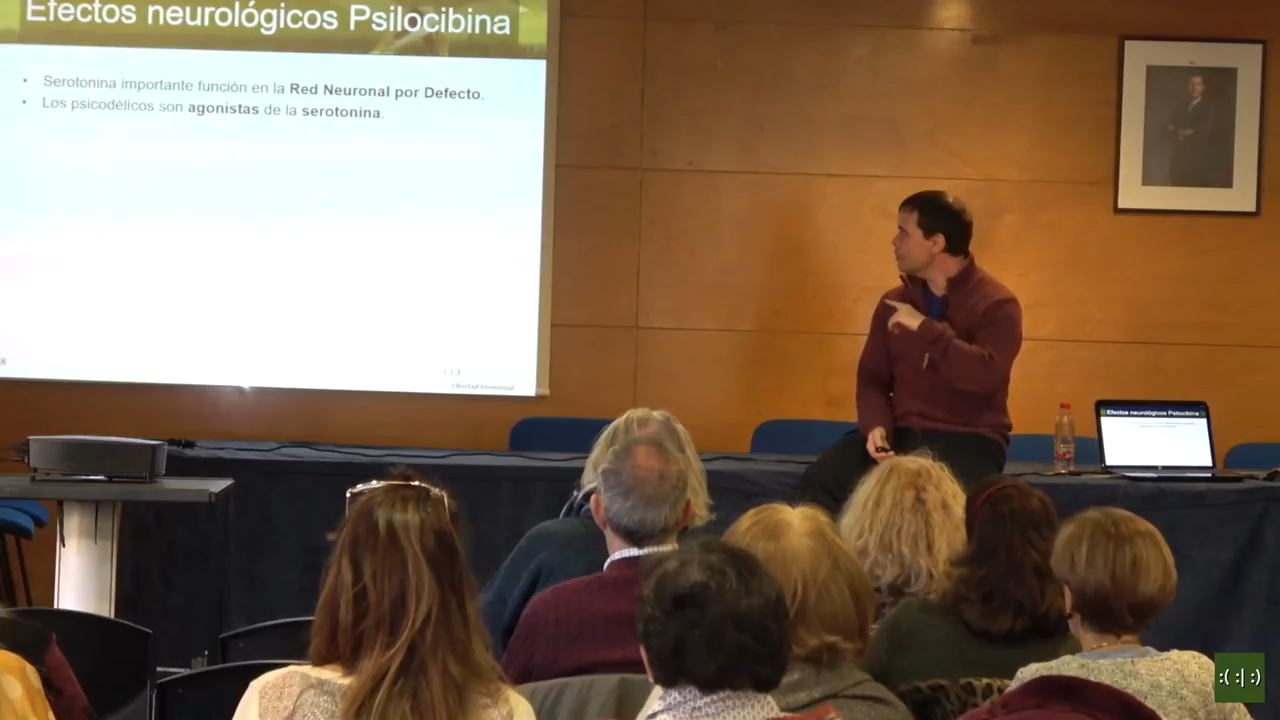 Efectos neurológicos Psilocibina
• Serotonina importante función en la Red Neuronal por Defecto.
• Los psicodélicos son agonistas de la serotonina.
Efectos neurológicos Psilocibina
:( :| :)